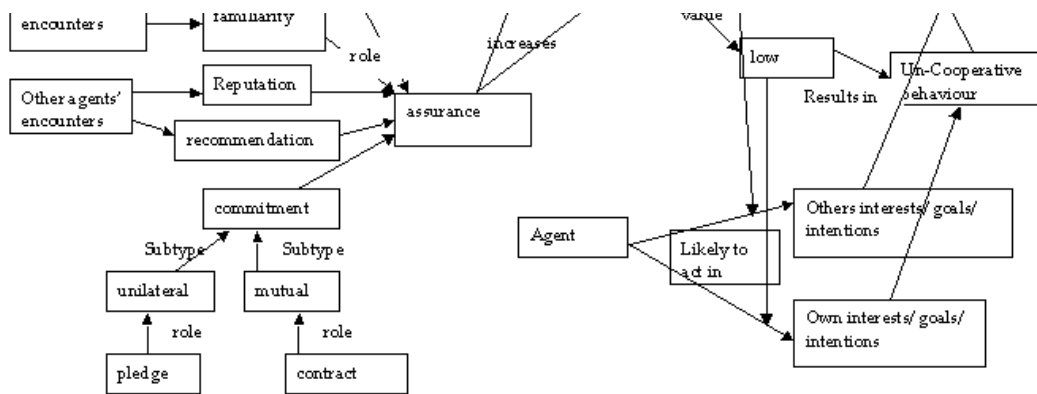 encounters
familiarity
value
role
increases
low
Un-Cooperative
behaviour
Results in
Other agents'
encounters
Reputation
assurance
recommendation
commitment
Others interests/ goals/
intentions
Agent
Likely to
act in
Subtype
Subtype
unilateral
mutual
Own interests/ goals/
intentions
role
role
pledge
contract